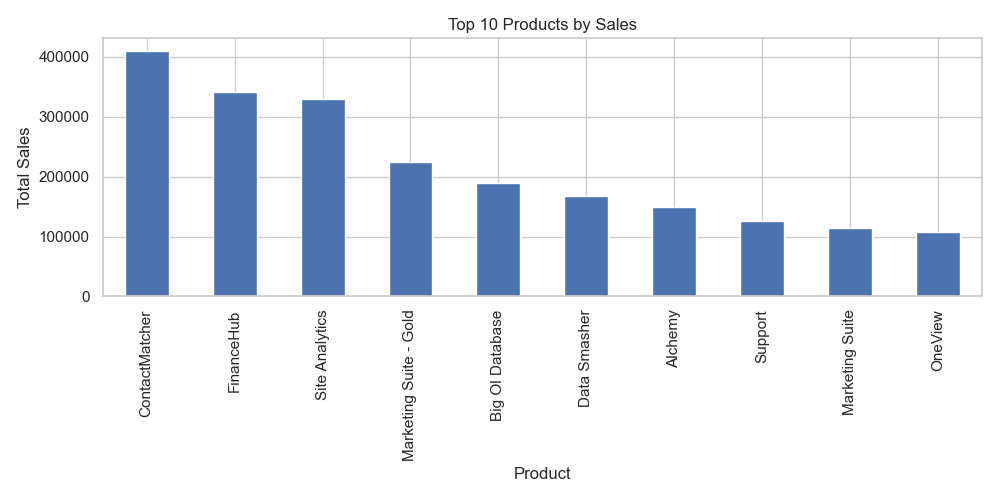 Top 10 Products by Sales
Total Sales
400000
300000
200000
100000
0
ContactMatcher
FinanceHub
Site Analytics
Marketing Suite - Gold
Big Ol Database
Data Smasher
Alchemy
Support
Marketing Suite
OneView
Product